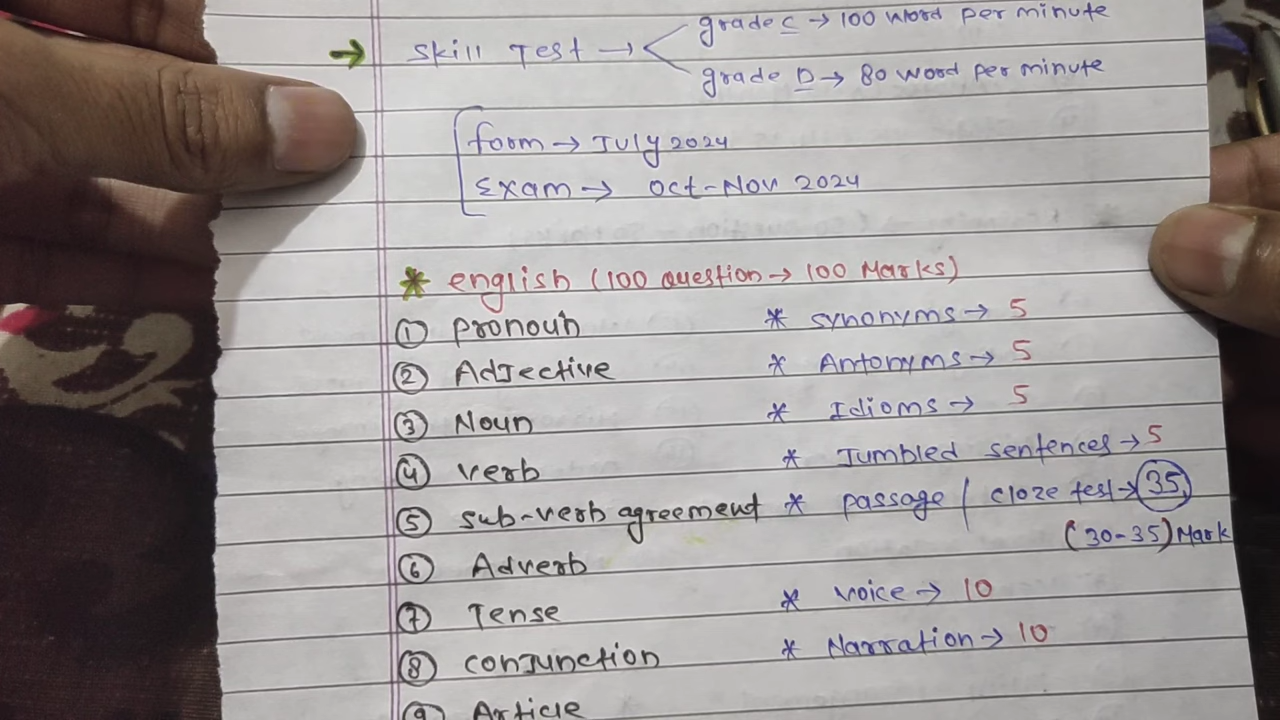 gradec → 100 word per minute
→ Skill Test →
grade D → 80 word per minute
form → July 2024
Exam → Oct-Nov 2024
* english (100 question → 100 Marks)
① pronoun * synonyms → 5
② Adjective * Antonyms → 5
③ Noun * Idioms → 5
④ verb * Jumbled sentences → 5
⑤ sub-verb agreement * passage / cloze test → 35
(30-35) Mark
⑥ Adverb
⑦ Tense * voice → 10
⑧ conjunction * Narration → 10
⑨ Article